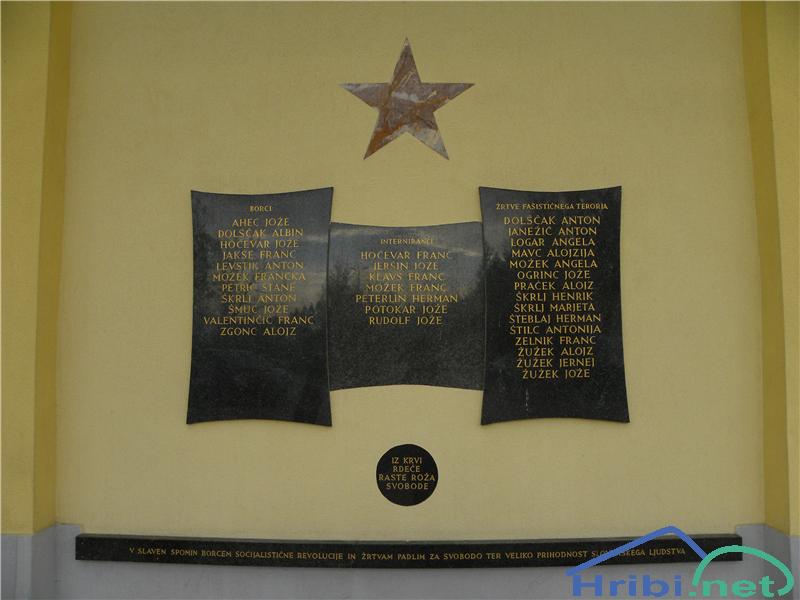 BORCI
AHEC JOŽE
DOLŠČAK ALBIN
HOČEVAR JOŽE
JAKŠE FRANC
LEVSTIK ANTON
MOŽEK FRANCKA
PETRIČ STANE
ŠKRLJ ANTON
ŠMUC JOŽE
VALENTINČIČ FRANC
ZGONC ALOJZ
INTERNIRANCI
HOČEVAR FRANC
JERŠIN JOŽE
KLAVS FRANC
MOŽEK FRANC
PETERLIN HERMAN
POTOKAR JOŽE
RUDOLF JOŽE
ŽRTVE FAŠISTIČNEGA TERORJA
DOLŠČAK ANTON
JANEŽIČ ANTON
LOGAR ANGELA
MAVC ALOJZIJA
MOŽEK ANGELA
OGRINC JOŽE
PRAČEK ALOJZ
ŠKRLJ HENRIK
ŠKRLJ MARJETA
ŠTEBLAJ HERMAN
ŠTILC ANTONIJA
ZELNIK FRANC
ŽUŽEK ALOJZ
ŽUŽEK JERNEJ
ŽUŽEK JOŽE
IZ KRVI
RDEČE
RASTE ROŽA
SVOBODE
V SLAVEN SPOMIN BORCEM SOCIJALISTIČNE REVOLUCIJE IN ŽRTVAM PADLIM ZA SVOBODO TER VELIKO PRIHODNOST SLOVENSKEGA LJUDSTVA
Hribi.net